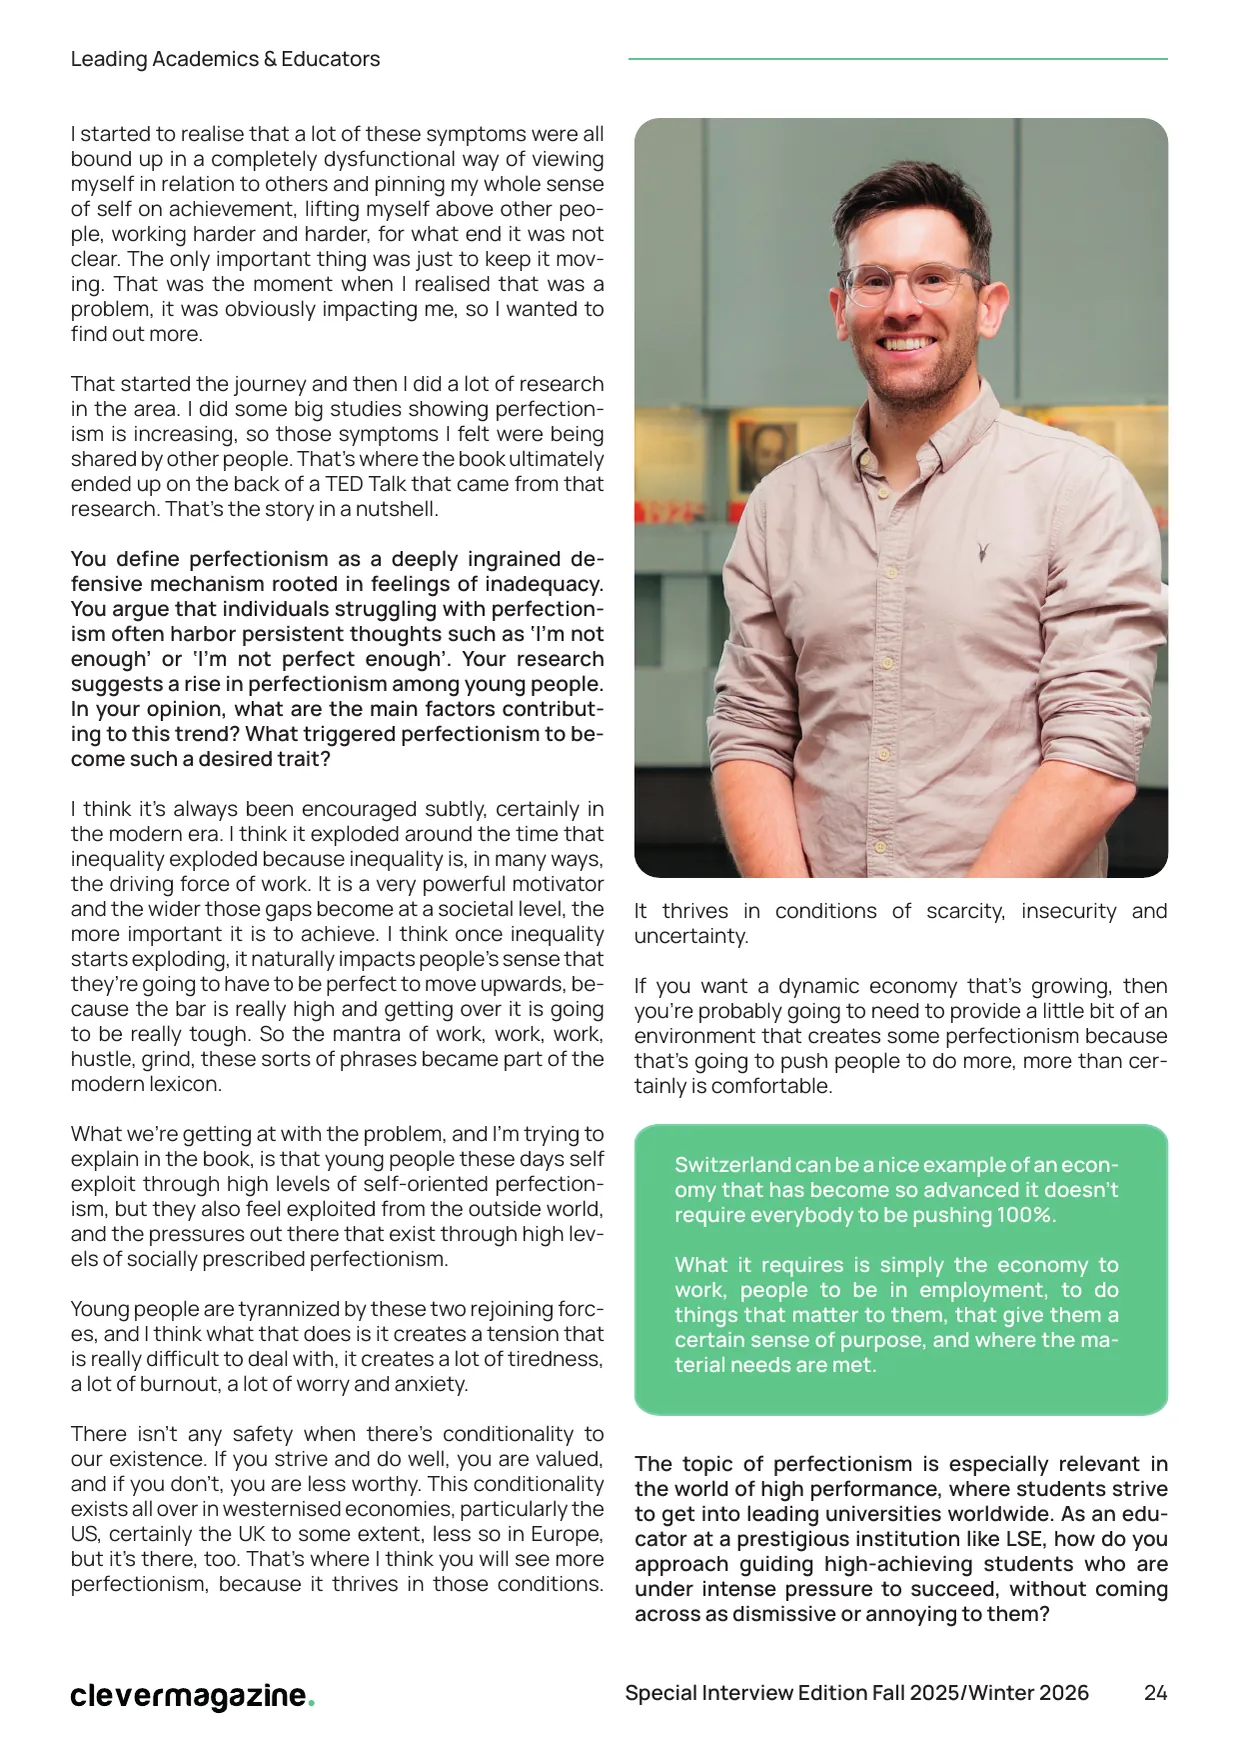 Leading Academics & Educators
I started to realise that a lot of these symptoms were all
bound up in a completely dysfunctional way of viewing
myself in relation to others and pinning my whole sense
of self on achievement, lifting myself above other peo-
ple, working harder and harder, for what end it was not
clear. The only important thing was just to keep it mov-
ing. That was the moment when I realised that was a
problem, it was obviously impacting me, so I wanted to
find out more.
That started the journey and then I did a lot of research
in the area. I did some big studies showing perfection-
ism is increasing, so those symptoms I felt were being
shared by other people. That's where the book ultimately
ended up on the back of a TED Talk that came from that
research. That's the story in a nutshell.
You define perfectionism as a deeply ingrained de-
fensive mechanism rooted in feelings of inadequacy.
You argue that individuals struggling with perfection-
ism often harbor persistent thoughts such as 'I'm not
enough' or 'I'm not perfect enough'. Your research
suggests a rise in perfectionism among young people.
In your opinion, what are the main factors contribut-
ing to this trend? What triggered perfectionism to be-
come such a desired trait?
I think it's always been encouraged subtly, certainly in
the modern era. I think it exploded around the time that
inequality exploded because inequality is, in many ways,
the driving force of work. It is a very powerful motivator
and the wider those gaps become at a societal level, the
more important it is to achieve. I think once inequality
starts exploding, it naturally impacts people's sense that
they're going to have to be perfect to move upwards, be-
cause the bar is really high and getting over it is going
to be really tough. So the mantra of work, work, work,
hustle, grind, these sorts of phrases became part of the
modern lexicon.
What we're getting at with the problem, and I'm trying to
explain in the book, is that young people these days self
exploit through high levels of self-oriented perfection-
ism, but they also feel exploited from the outside world,
and the pressures out there that exist through high lev-
els of socially prescribed perfectionism.
Young people are tyrannized by these two rejoining forc-
es, and I think what that does is it creates a tension that
is really difficult to deal with, it creates a lot of tiredness,
a lot of burnout, a lot of worry and anxiety.
There isn't any safety when there's conditionality to
our existence. If you strive and do well, you are valued,
and if you don't, you are less worthy. This conditionality
exists all over in westernised economies, particularly the
US, certainly the UK to some extent, less so in Europe,
but it's there, too. That's where I think you will see more
perfectionism, because it thrives in those conditions.
It thrives in conditions of scarcity, insecurity and
uncertainty.
If you want a dynamic economy that's growing, then
you're probably going to need to provide a little bit of an
environment that creates some perfectionism because
that's going to push people to do more, more than cer-
tainly is comfortable.
Switzerland can be a nice example of an econ-
omy that has become so advanced it doesn't
require everybody to be pushing 100%.
What it requires is simply the economy to
work, people to be in employment, to do
things that matter to them, that give them a
certain sense of purpose, and where the ma-
terial needs are met.
The topic of perfectionism is especially relevant in
the world of high performance, where students strive
to get into leading universities worldwide. As an edu-
cator at a prestigious institution like LSE, how do you
approach guiding high-achieving students who are
under intense pressure to succeed, without coming
across as dismissive or annoying to them?
clevermagazine.
Special Interview Edition Fall 2025/Winter 2026
24